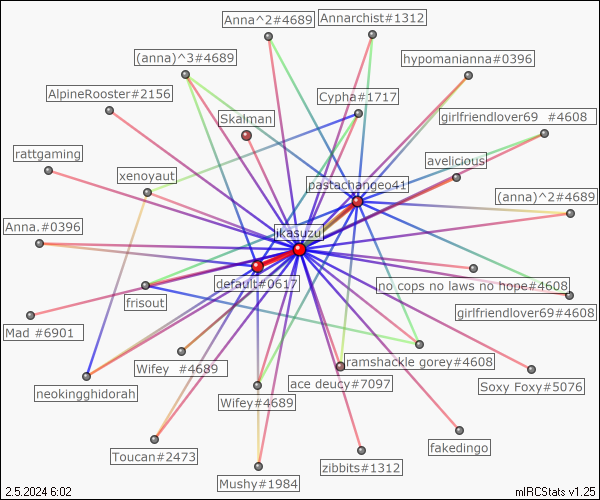 Anna^2#4689
Annarchist#1312
(anna)^3#4689
hypomanianna#0396
AlpineRooster#2156
Cypha#1717
Skalman
girlfriendlover69 #4608
rattgaming
avelicious
xenoyaut
pastachangeo41
(anna)^2#4689
Anna.#0396
ikasuzu
default#0617
no cops no laws no hope#4608
frisout
girlfriendlover69#4608
Mad #6901
ramshackle gorey#4608
Wifey #4689
ace deucy#7097
neokingghidorah
Soxy Foxy#5076
Wifey#4689
Toucan#2473
fakedingo
zibbits#1312
Mushy#1984
2.5.2024 6:02
mIRCStats v1.25